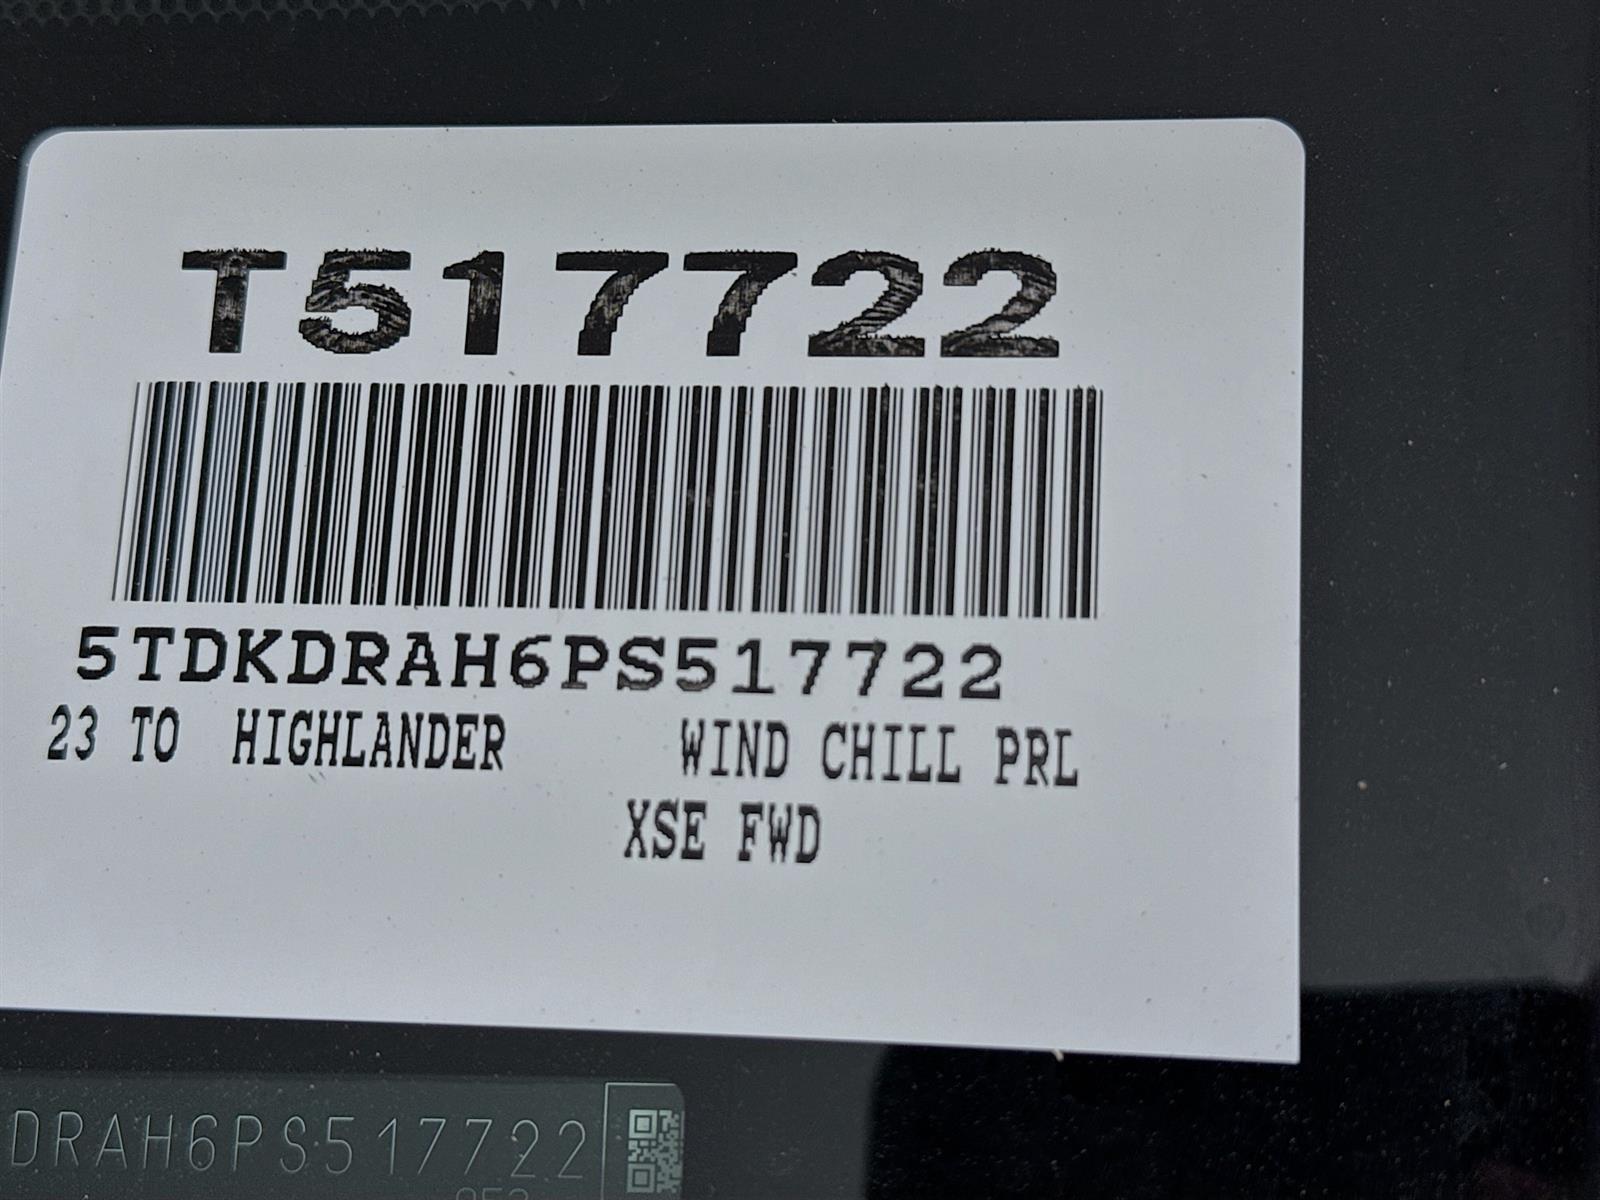 T517722
5TDKDRAH6PS517722
23 TO HIGHLANDER WIND CHILL PRL
XSE FWD
DRAH6PS517722